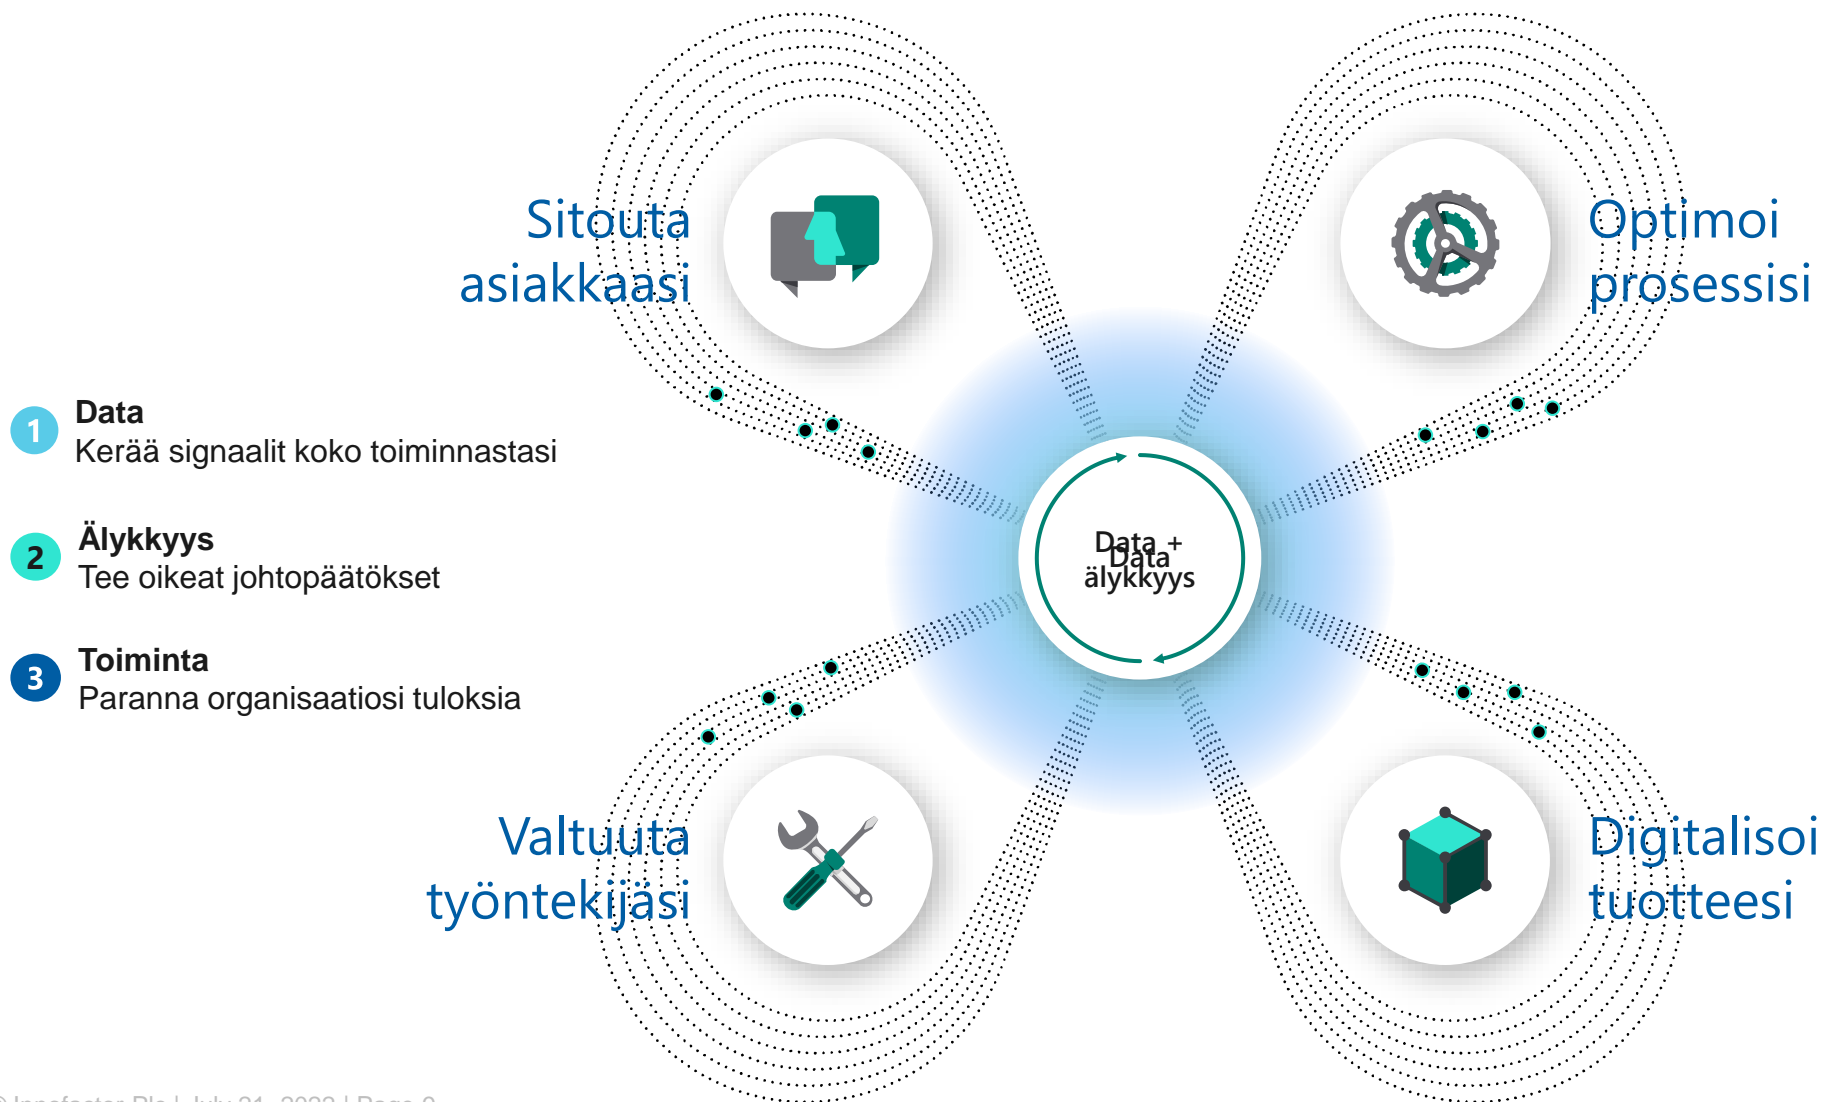 Sitouta
asiakkaasi
Optimoi
prosessisi
1
Data
Kerää signaalit koko toiminnastasi
2
Älykkyys
Tee oikeat johtopäätökset
3
Toiminta
Paranna organisaatiosi tuloksia
Data +
Data
älykkyys
Valtuuta
työntekijäsi
Digitalisoi
tuotteesi